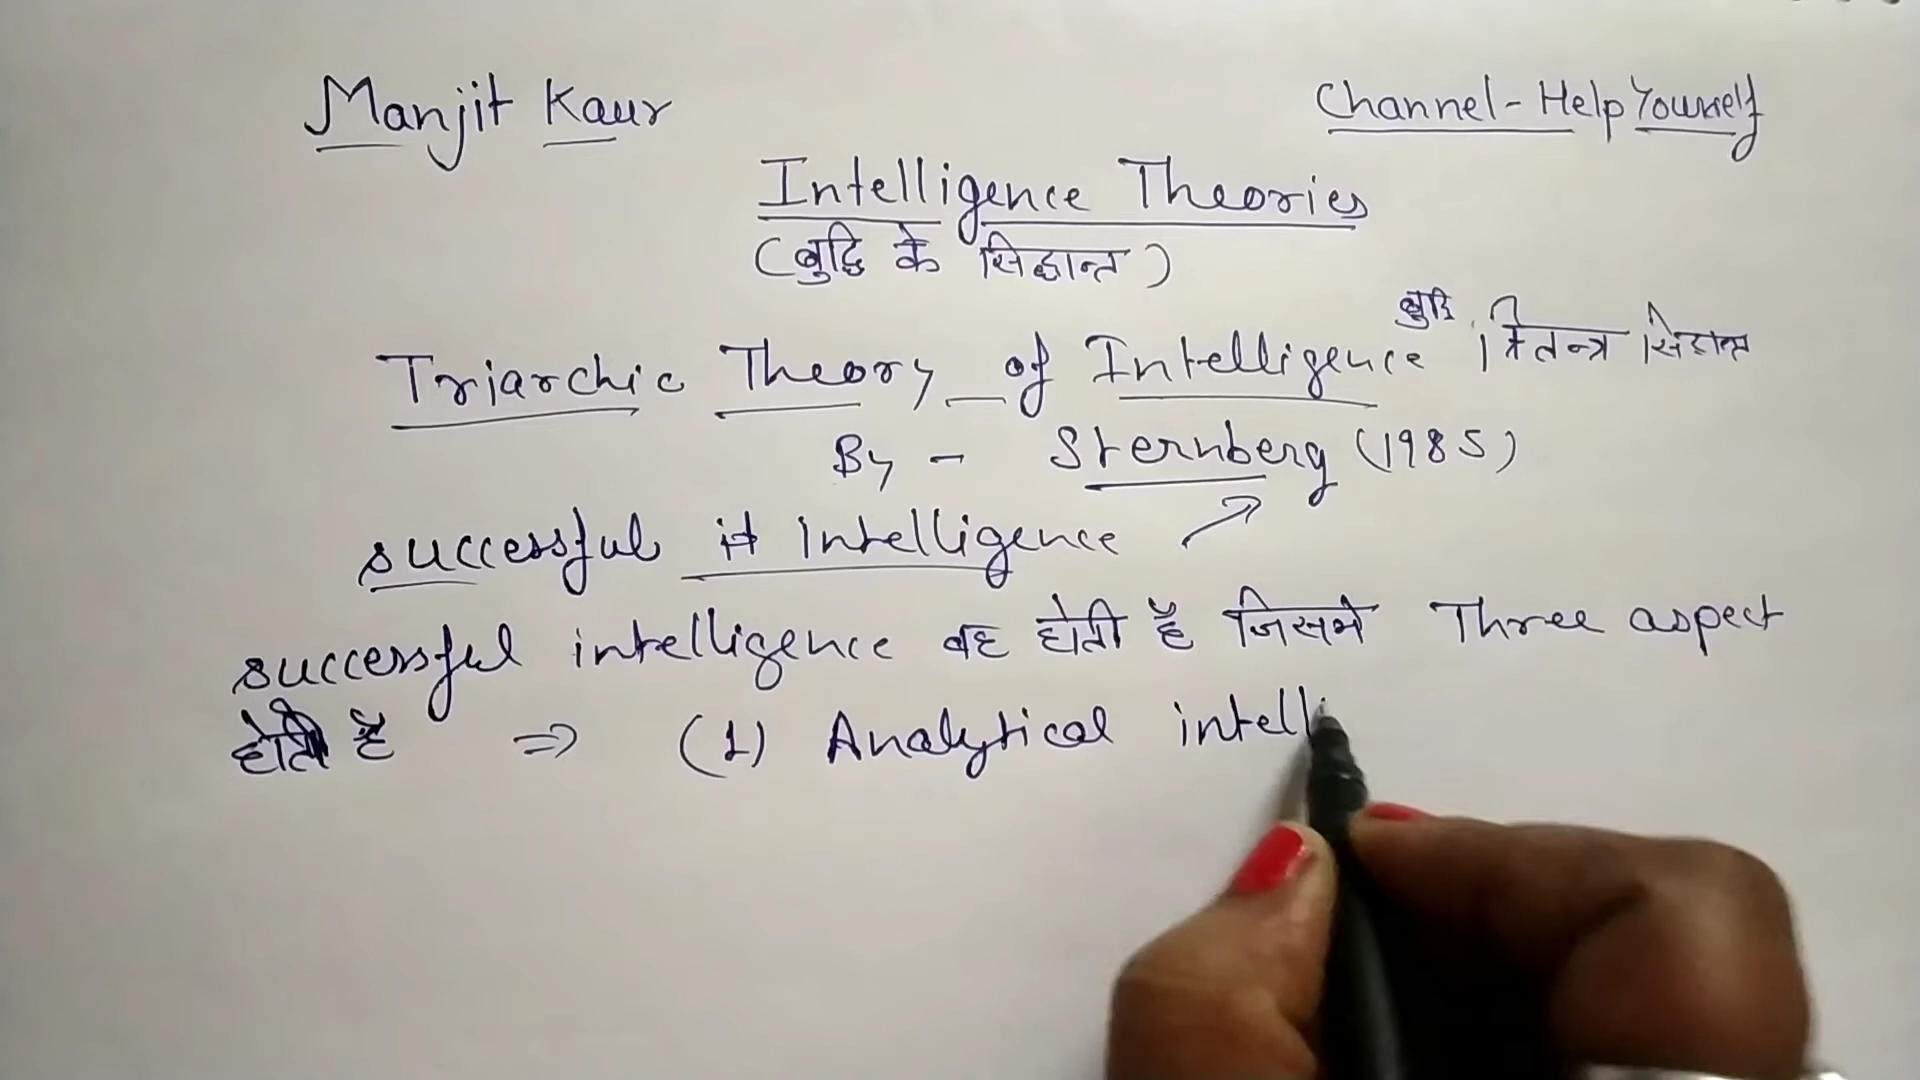 Manjit Kaur
Channel - Help Yourself
Intelligence Theories
(बुद्धि के सिद्धान्त)
Triarchic Theory of Intelligence बुद्धि त्रितन्त्र सिद्धान्त
By - Sternberg (1985)
successful it intelligence ↗
successful intelligence वह होती है जिसमे Three aspect
होती है ⇒ (1) Analytical intelli